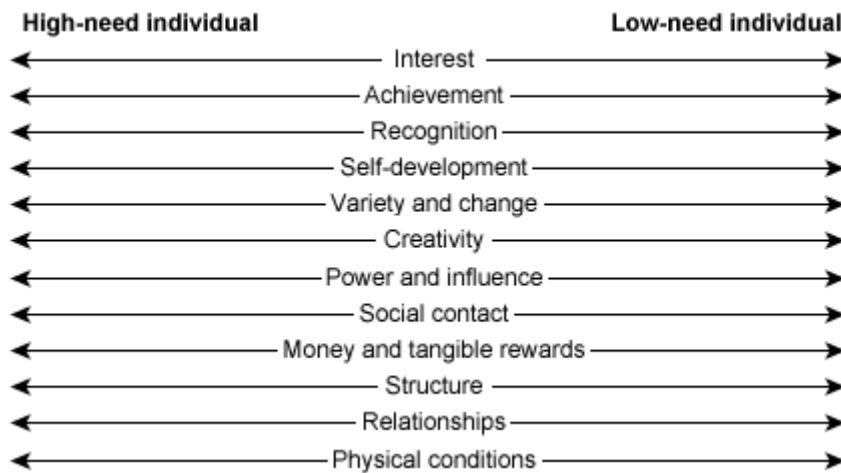 High-need individual Low-need individual
Interest
Achievement
Recognition
Self-development
Variety and change
Creativity
Power and influence
Social contact
Money and tangible rewards
Structure
Relationships
Physical conditions